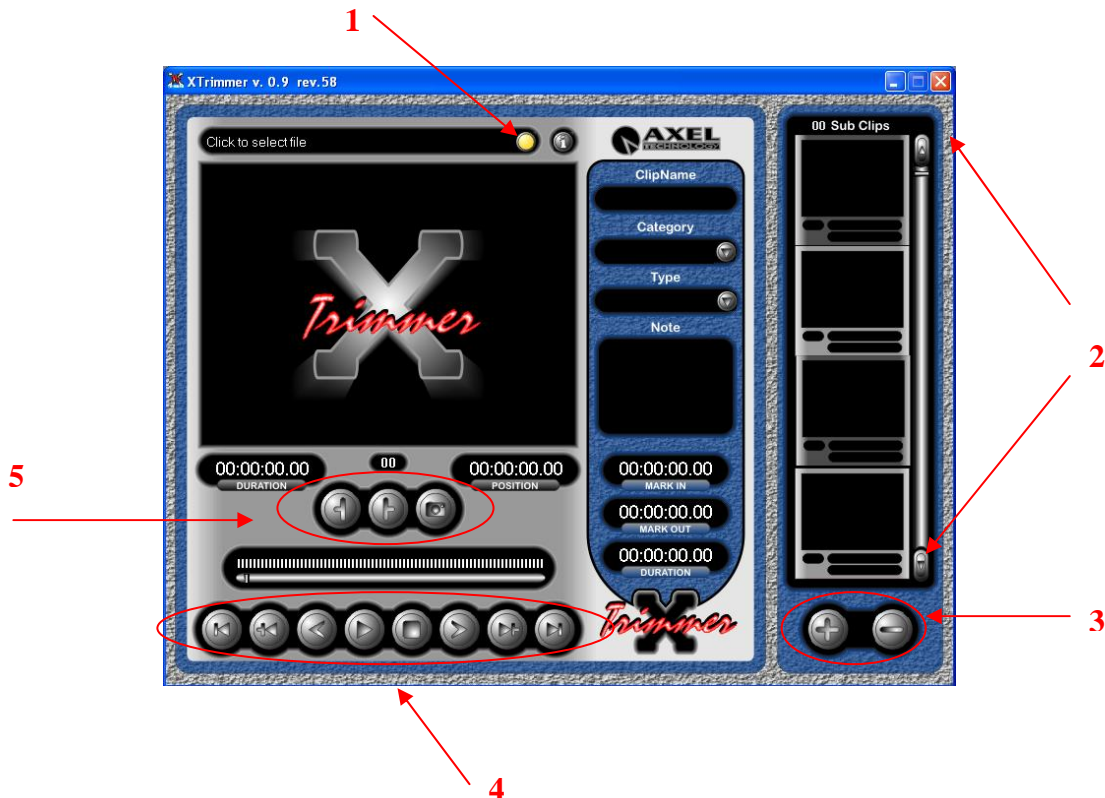 1
XTrimmer v. 0.9 rev.58
Click to select file
AXEL
TECHNOLOGY
00 Sub Clips
ClipName
Category
Type
Note
X
Trimmer
2
5
00:00:00.00
DURATION
00
00:00:00.00
POSITION
00:00:00.00
MARK IN
00:00:00.00
MARK OUT
00:00:00.00
DURATION
X
Trimmer
3
4